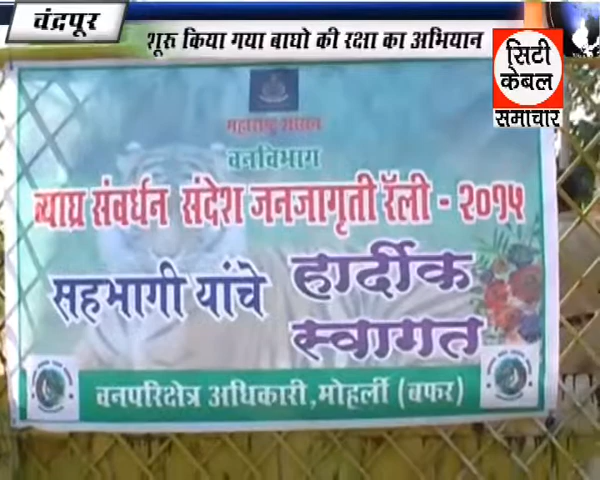 चंद्रपूर
शुरू किया गया बाघो की रक्षा का अभियान
सिटी
केबल
समाचार
महाराष्ट्र शासन
वनविभाग
व्याघ्र संवर्धन संदेश जनजागृती रॅली - २०१५
सहभागी यांचे हार्दीक
स्वागत
वनपरिक्षेत्र अधिकारी, मोहर्ली (बफर)